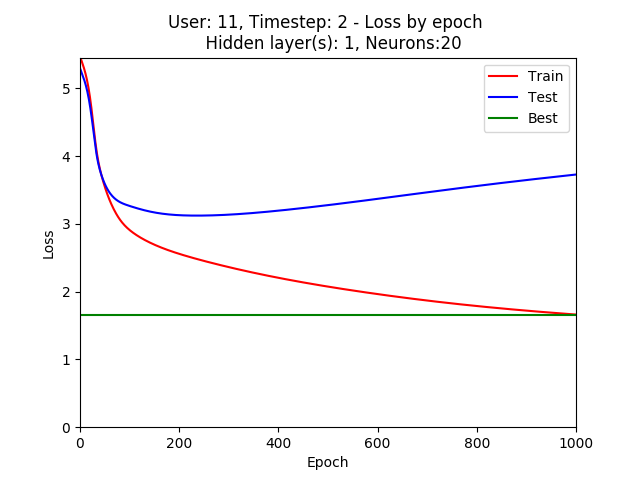 User: 11, Timestep: 2 - Loss by epoch
Hidden layer(s): 1, Neurons:20
Train
Test
Best
5
4
3
2
1
0
Loss
0 200 400 600 800 1000
Epoch